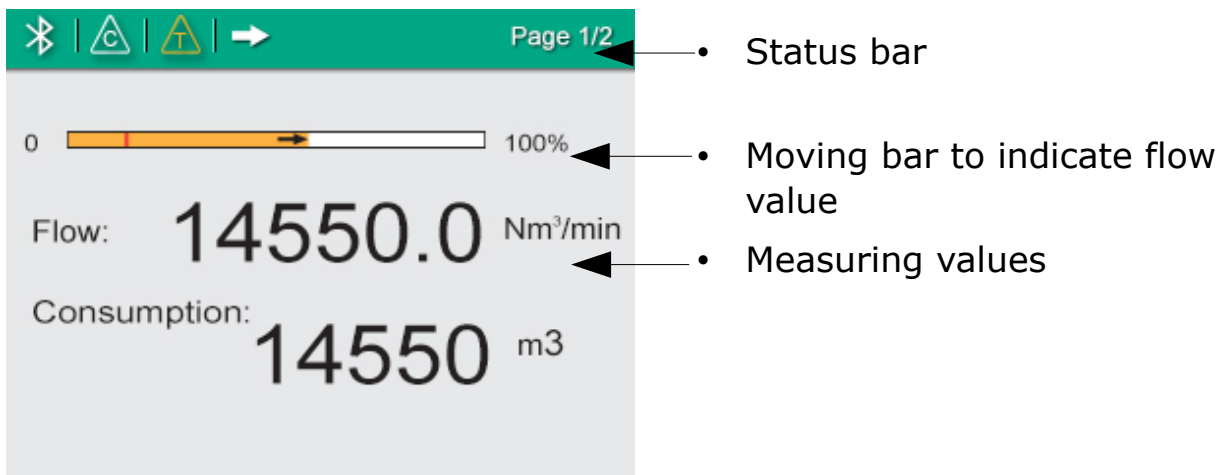 C T Page 1/2
• Status bar
0 100%
• Moving bar to indicate flow
value
Flow: 14550.0 Nm³/min
• Measuring values
Consumption:
14550 m3